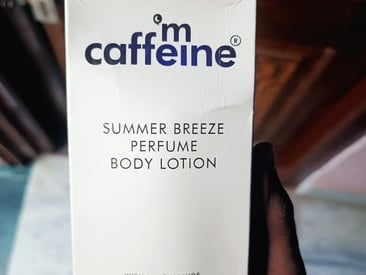 'm
caffeine®
SUMMER BREEZE
PERFUME
BODY LOTION